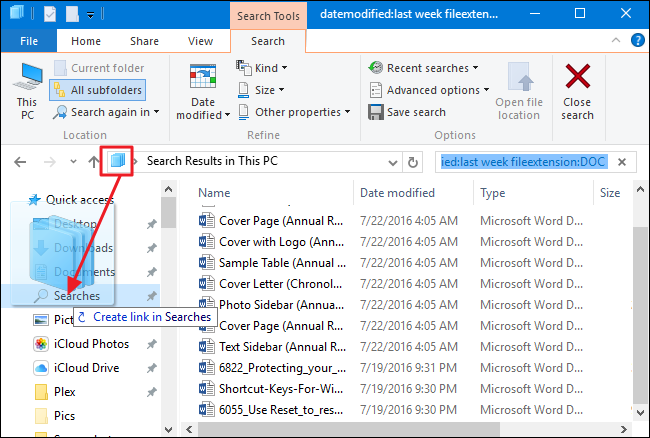 Search Tools
datemodified:last week fileexten...
File
Home
Share
View
Search
This PC
Current folder
All subfolders
Search again in
Location
Date modified
Kind
Size
Other properties
Refine
Recent searches
Advanced options
Save search
Open file location
Options
Close search
Search Results in This PC
ied:last week fileextension:DOC
Quick access
Desktop
Downloads
Documents
Searches
Create link in Searches
Pict
iCloud Photos
iCloud Drive
Plex
Pics
Name
Date modified
Type
Cover Page (Annual R... 7/22/2016 4:05 AM Microsoft Word D...
Cover with Logo (An... 7/22/2016 4:05 AM Microsoft Word D...
Sample Table (Annual... 7/22/2016 4:05 AM Microsoft Word D...
Cover Letter (Chronol... 7/22/2016 4:05 AM Microsoft Word D...
Photo Sidebar (Annua... 7/22/2016 4:05 AM Microsoft Word D...
Cover Page (Annual R... 7/22/2016 4:05 AM Microsoft Word D...
Text Sidebar (Annual ... 7/22/2016 4:05 AM Microsoft Word D...
6822_Protecting_your_... 7/19/2016 9:31 PM Microsoft Word D...
Shortcut-Keys-For-Wi... 7/19/2016 9:30 PM Microsoft Word D...
6055_Use Reset_to_res... 7/19/2016 9:30 PM Microsoft Word D...